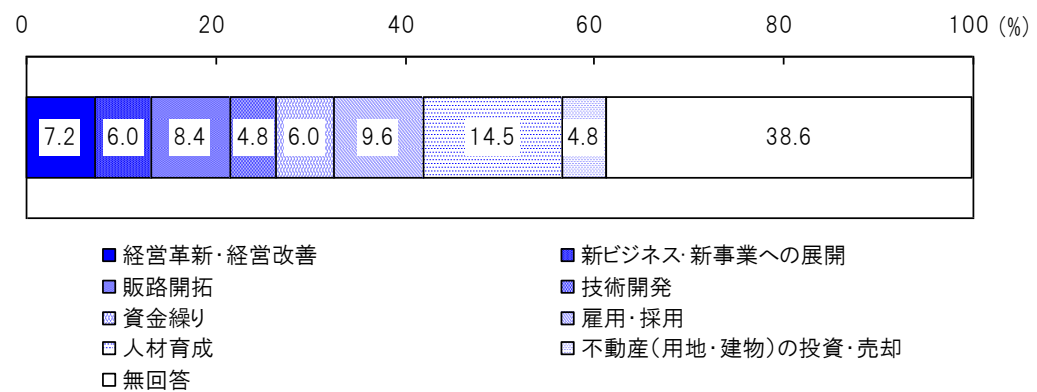 0 20 40 60 80 100 (%)
7.2 6.0 8.4 4.8 6.0 9.6 14.5 4.8 38.6
経営革新・経営改善 新ビジネス・新事業への展開
販路開拓 技術開発
資金繰り 雇用・採用
人材育成 不動産(用地・建物)の投資・売却
無回答